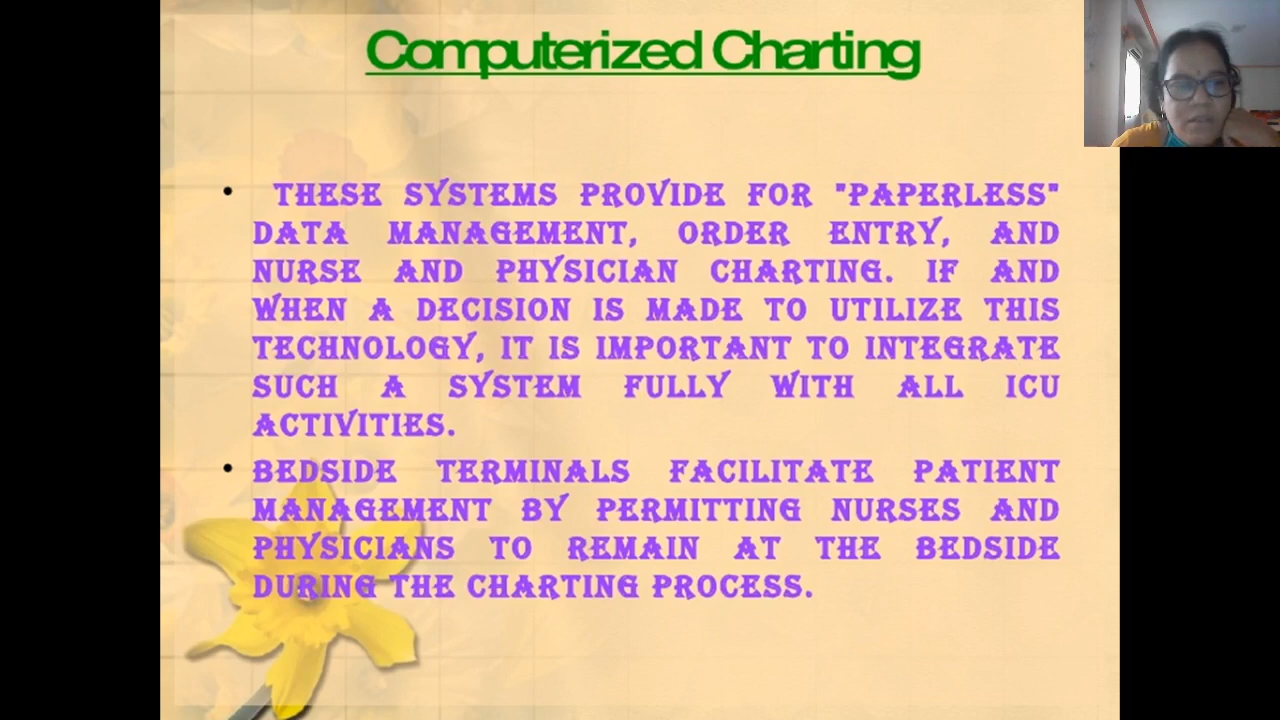 Computerized Charting
• THESE SYSTEMS PROVIDE FOR "PAPERLESS"
DATA MANAGEMENT, ORDER ENTRY, AND
NURSE AND PHYSICIAN CHARTING. IF AND
WHEN A DECISION IS MADE TO UTILIZE THIS
TECHNOLOGY, IT IS IMPORTANT TO INTEGRATE
SUCH A SYSTEM FULLY WITH ALL ICU
ACTIVITIES.
• BEDSIDE TERMINALS FACILITATE PATIENT
MANAGEMENT BY PERMITTING NURSES AND
PHYSICIANS TO REMAIN AT THE BEDSIDE
DURING THE CHARTING PROCESS.